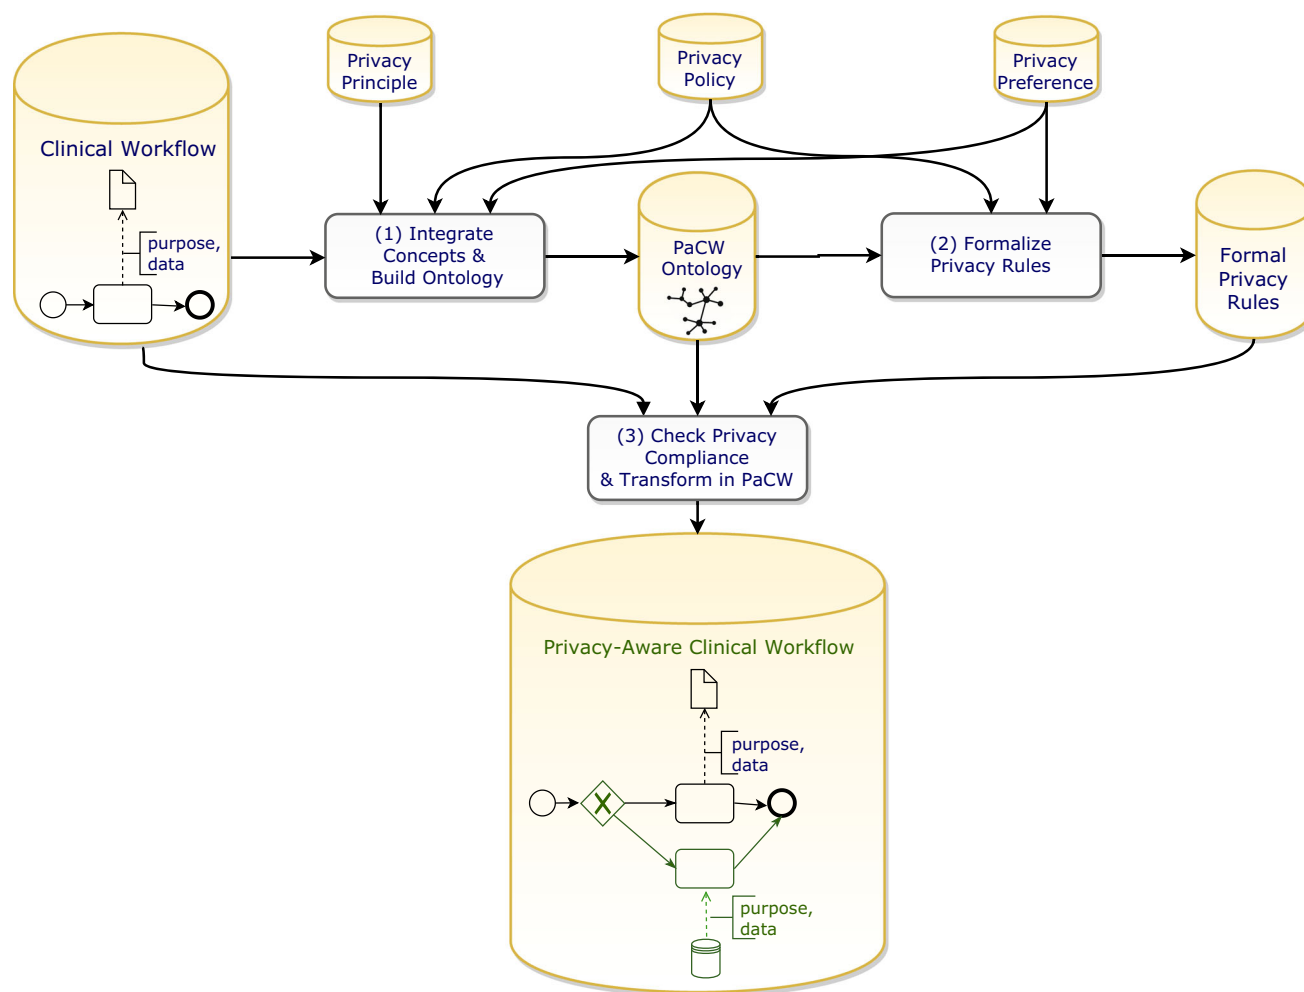 Privacy
Principle
Privacy
Policy
Privacy
Preference
Clinical Workflow
purpose,
data
(1) Integrate
Concepts &
Build Ontology
PaCW
Ontology
(2) Formalize
Privacy Rules
Formal
Privacy
Rules
(3) Check Privacy
Compliance
& Transform in PaCW
Privacy-Aware Clinical Workflow
purpose,
data
X
purpose,
data